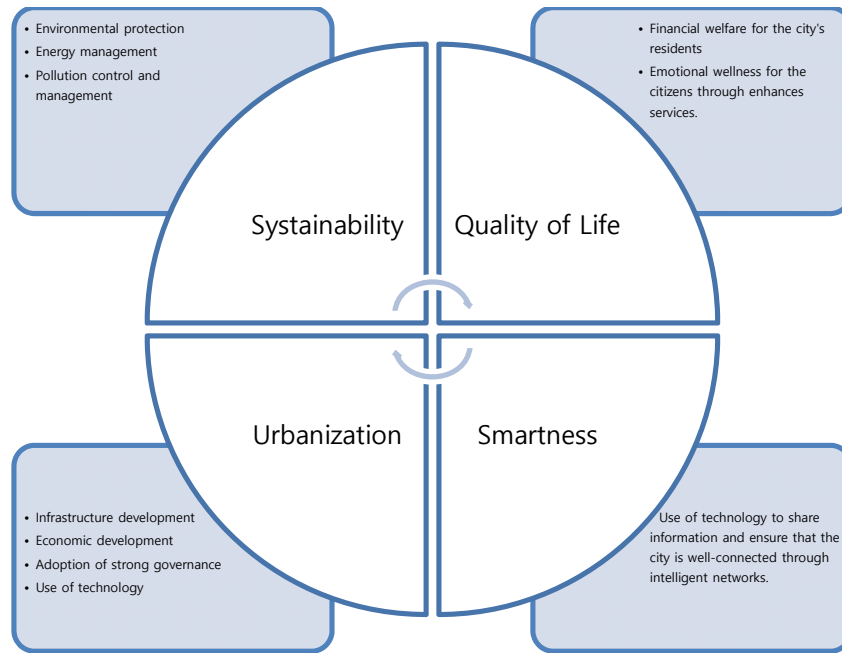 • Environmental protection
• Energy management
• Pollution control and
management
• Financial welfare for the city's
residents
• Emotional wellness for the
citizens through enhances
services.
Systainability
Quality of Life
Urbanization
Smartness
• Infrastructure development
• Economic development
• Adoption of strong governance
• Use of technology
Use of technology to share
information and ensure that the
city is well-connected through
intelligent networks.